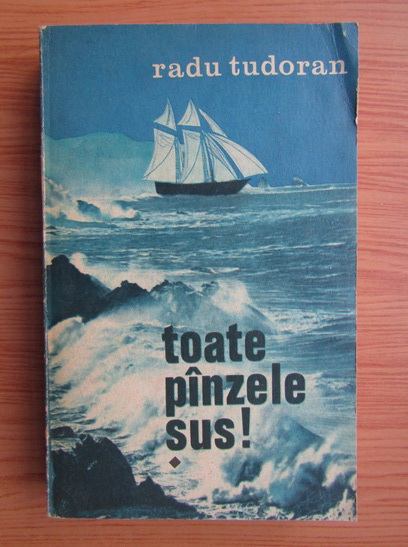 radu tudoran
toate
pînzele
sus!